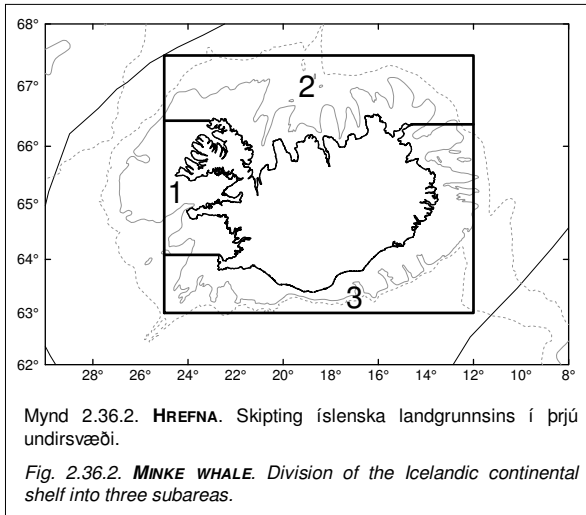 68°
67°
2
66°
1
65°
64°
3
63°
62°
28° 26° 24° 22° 20° 18° 16° 14° 12° 10° 8°
Mynd 2.36.2. HREFNA. Skipting íslenska landgrunnsins í þrjú
undirsvæði.
Fig. 2.36.2. MINKE WHALE. Division of the Icelandic continental
shelf into three subareas.